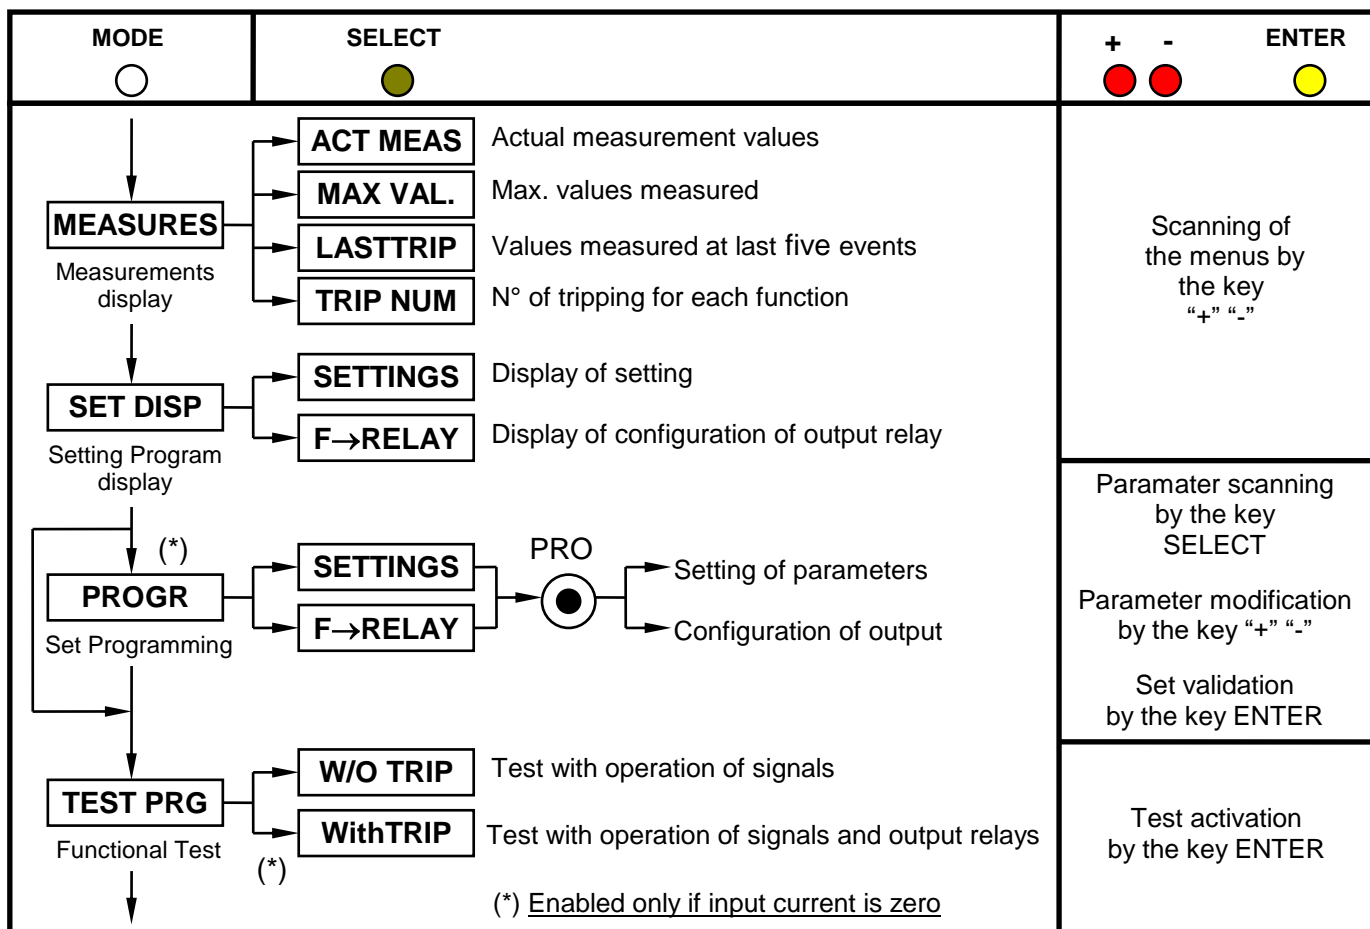 MODE
SELECT
+ -
ENTER
MEASURES
Measurements
display
ACT MEAS Actual measurement values
MAX VAL. Max. values measured
LASTTRIP Values measured at last five events
TRIP NUM N° of tripping for each function
Scanning of
the menus by
the key
“+” “-”
SET DISP
Setting Program
display
SETTINGS Display of setting
F→RELAY Display of configuration of output relay
(*)
PROGR
Set Programming
SETTINGS
F→RELAY
PRO
Setting of parameters
Configuration of output
Paramater scanning
by the key
SELECT
Parameter modification
by the key “+” “-”
Set validation
by the key ENTER
TEST PRG
Functional Test
W/O TRIP Test with operation of signals
WithTRIP Test with operation of signals and output relays
(*)
(*) Enabled only if input current is zero
Test activation
by the key ENTER